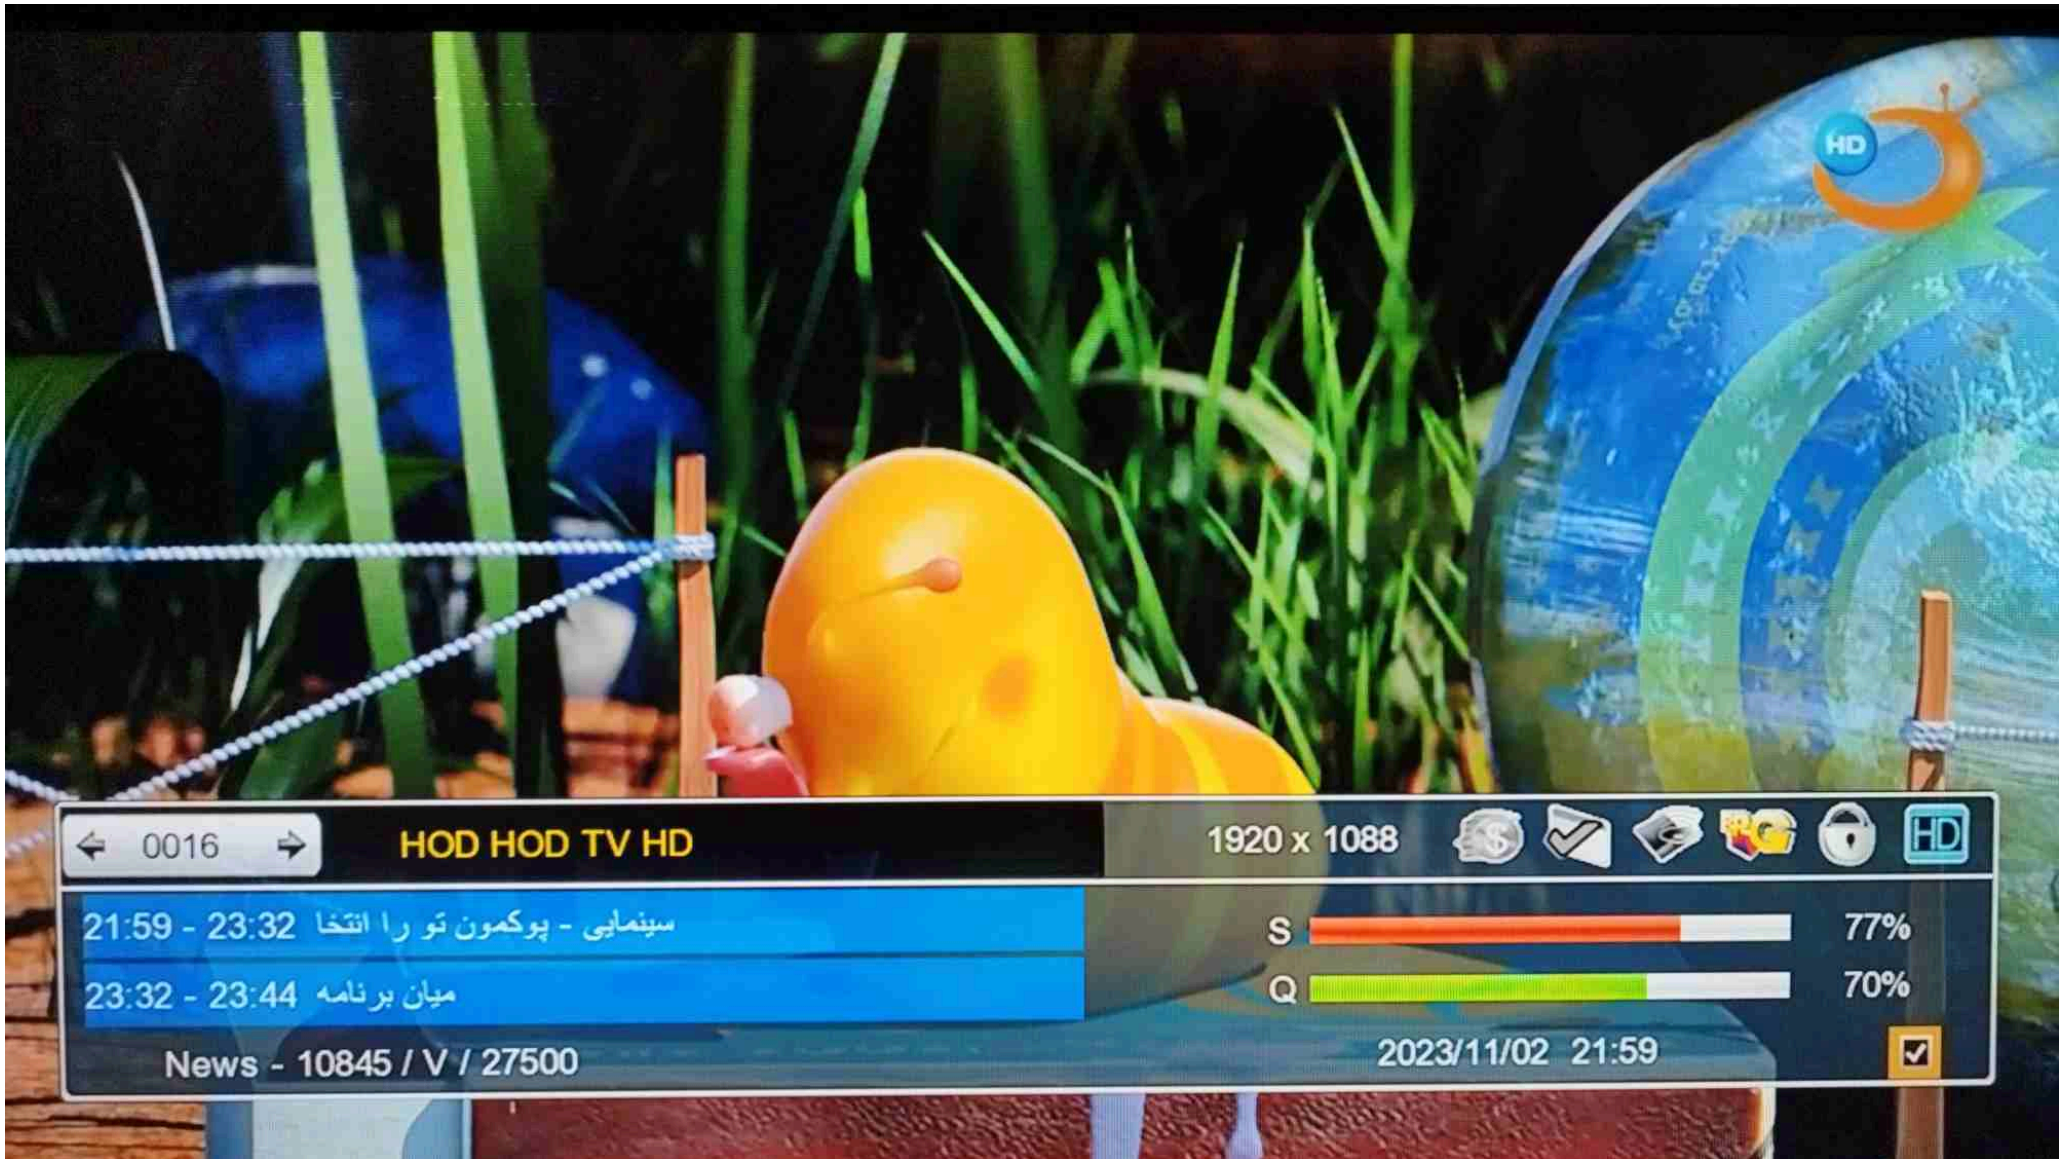 HD
0016 HOD HOD TV HD 1920 x 1088 HD
21:59 - 23:32 سینمایی - پوکمون تو را انتخا
S 77%
23:32 - 23:44 میان برنامه
Q 70%
News - 10845 / V / 27500 2023/11/02 21:59